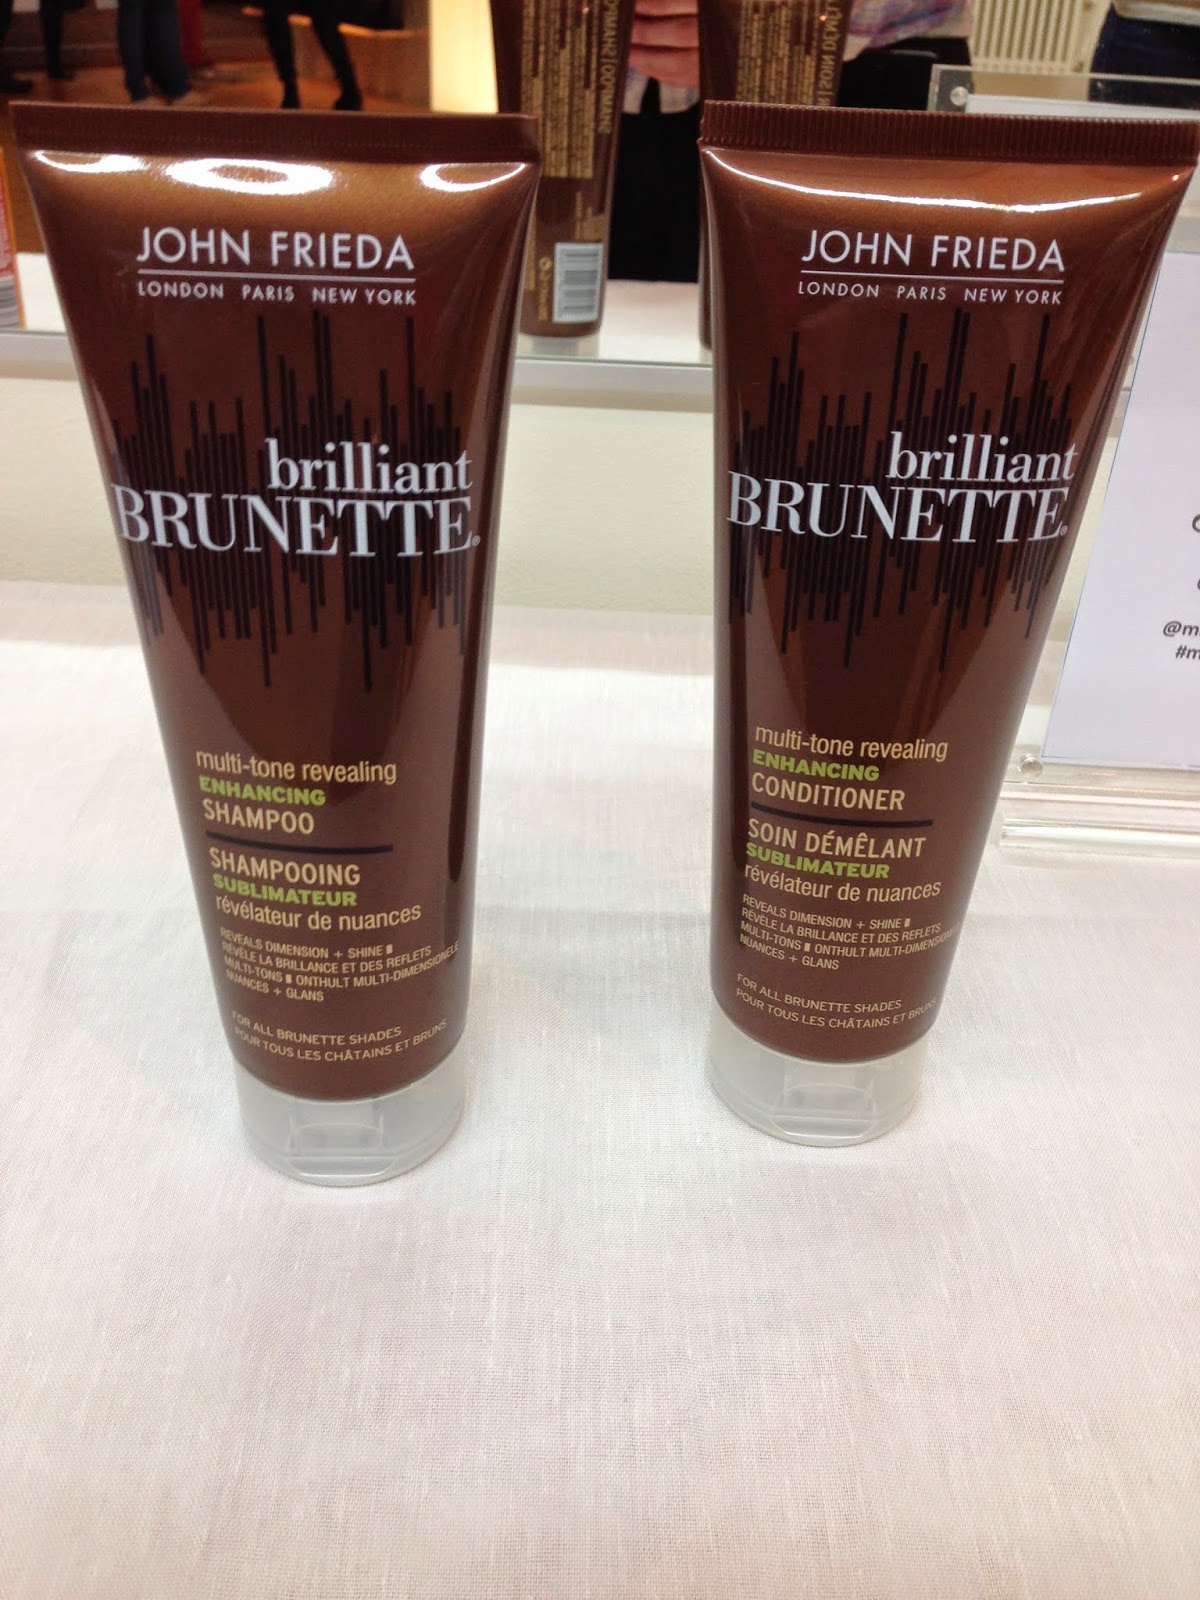 JOHN FRIEDA
LONDON PARIS NEW YORK
brilliant
BRUNETTE®
multi-tone revealing
ENHANCING
SHAMPOO
SHAMPOOING
SUBLIMATEUR
révélateur de nuances
REVEALS DIMENSION + SHINE
RÉVÈLE LA BRILLANCE ET DES REFLETS
MULTI-TONS ONTHULT MULTI-DIMENSIONELE
NUANCES + GLANS
FOR ALL BRUNETTE SHADES
POUR TOUS LES CHÂTAINS ET BRUNS
JOHN FRIEDA
LONDON PARIS NEW YORK
brilliant
BRUNETTE®
multi-tone revealing
ENHANCING
CONDITIONER
SOIN DÉMÊLANT
SUBLIMATEUR
révélateur de nuances
REVEALS DIMENSION + SHINE
RÉVÈLE LA BRILLANCE ET DES REFLETS
MULTI-TONS ONTHULT MULTI-DIMENSIONELE
NUANCES + GLANS
FOR ALL BRUNETTE SHADES
POUR TOUS LES CHÂTAINS ET BRUNS
@m
#m